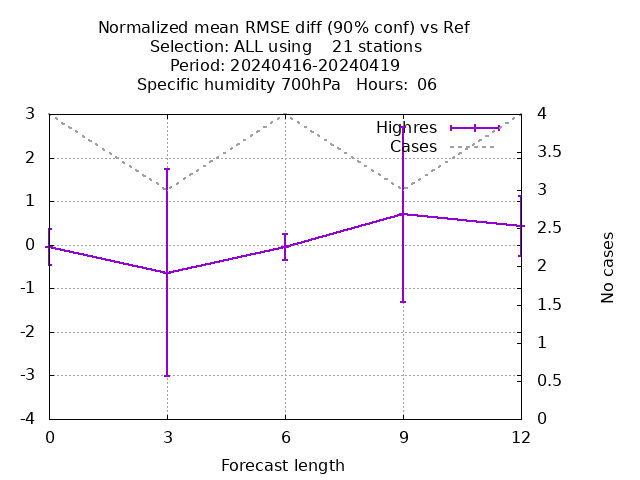 Normalized mean RMSE diff (90% conf) vs Ref
Selection: ALL using    21 stations
Period: 20240416-20240419
Specific humidity 700hPa   Hours:  06
Highres
Cases
3
2
1
0
-1
-2
-3
-4
4
3.5
3
2.5
2
1.5
1
0.5
0
No cases
0 3 6 9 12
Forecast length